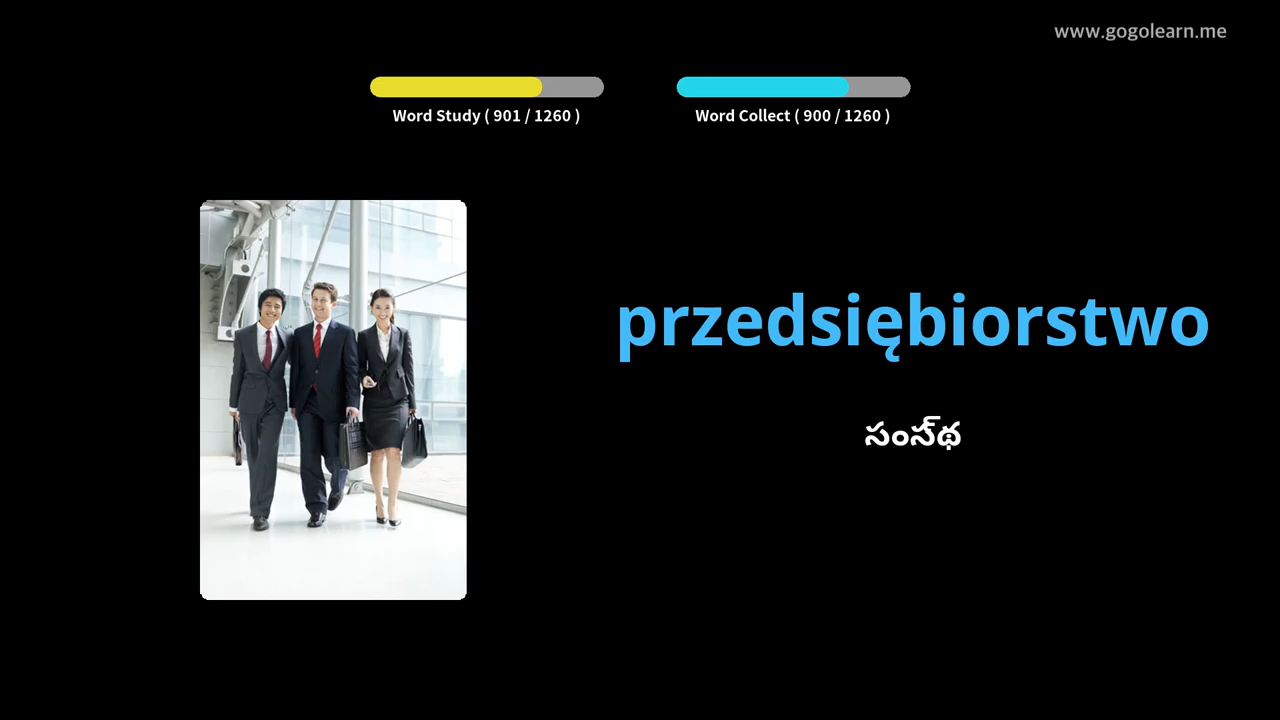 www.gogolearn.me
Word Study ( 901 / 1260 )
Word Collect ( 900 / 1260 )
przedsiębiorstwo
సంస్థ